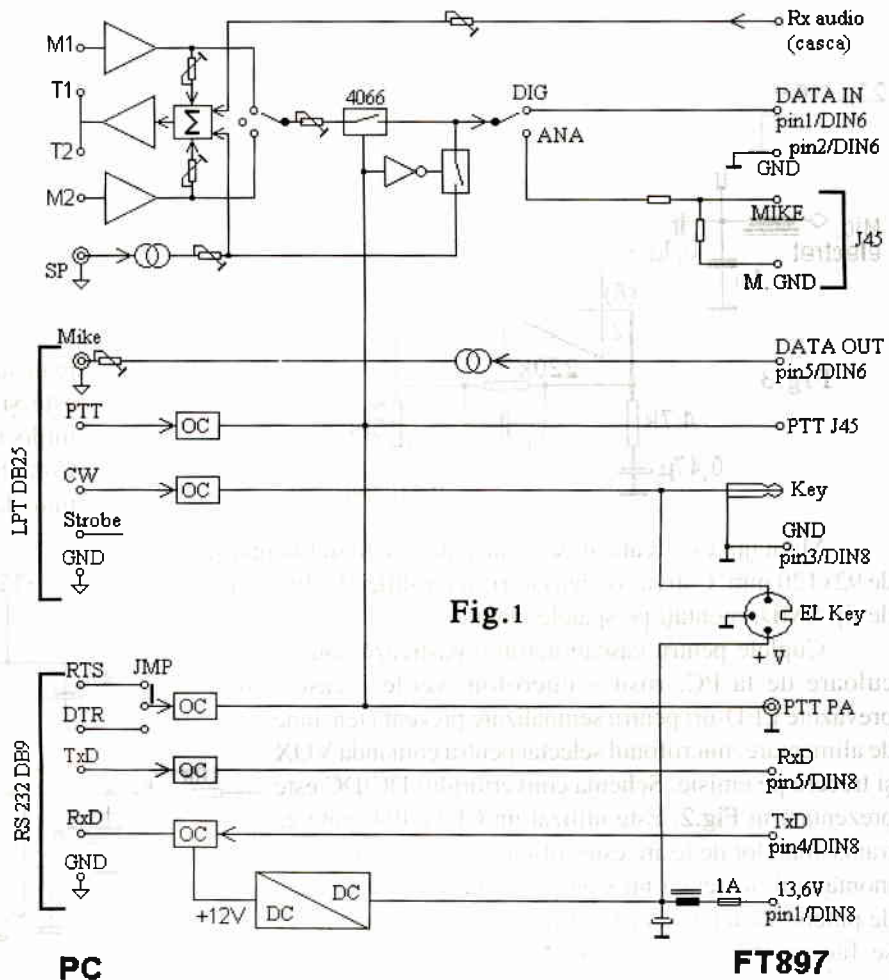 M1
T1
T2
M2
SP
Σ
4066
DIG
ANA
Rx audio
(casca)
DATA IN
pin1/DIN6
pin2/DIN6
GND
MIKE
J45
M. GND
LPT DB25
Mike
PTT
OC
CW
OC
Strobe
GND
DATA OUT
pin5/DIN6
PTT J45
Key
GND
pin3/DIN8
Fig.1
EL Key
+ V
RS 232 DB9
RTS
JMP
OC
DTR
TxD
OC
RxD
OC
GND
+12V
DC
DC
PTT PA
RxD
pin5/DIN8
TxD
pin4/DIN8
1A
13,6V
pin1/DIN8
PC
FT897